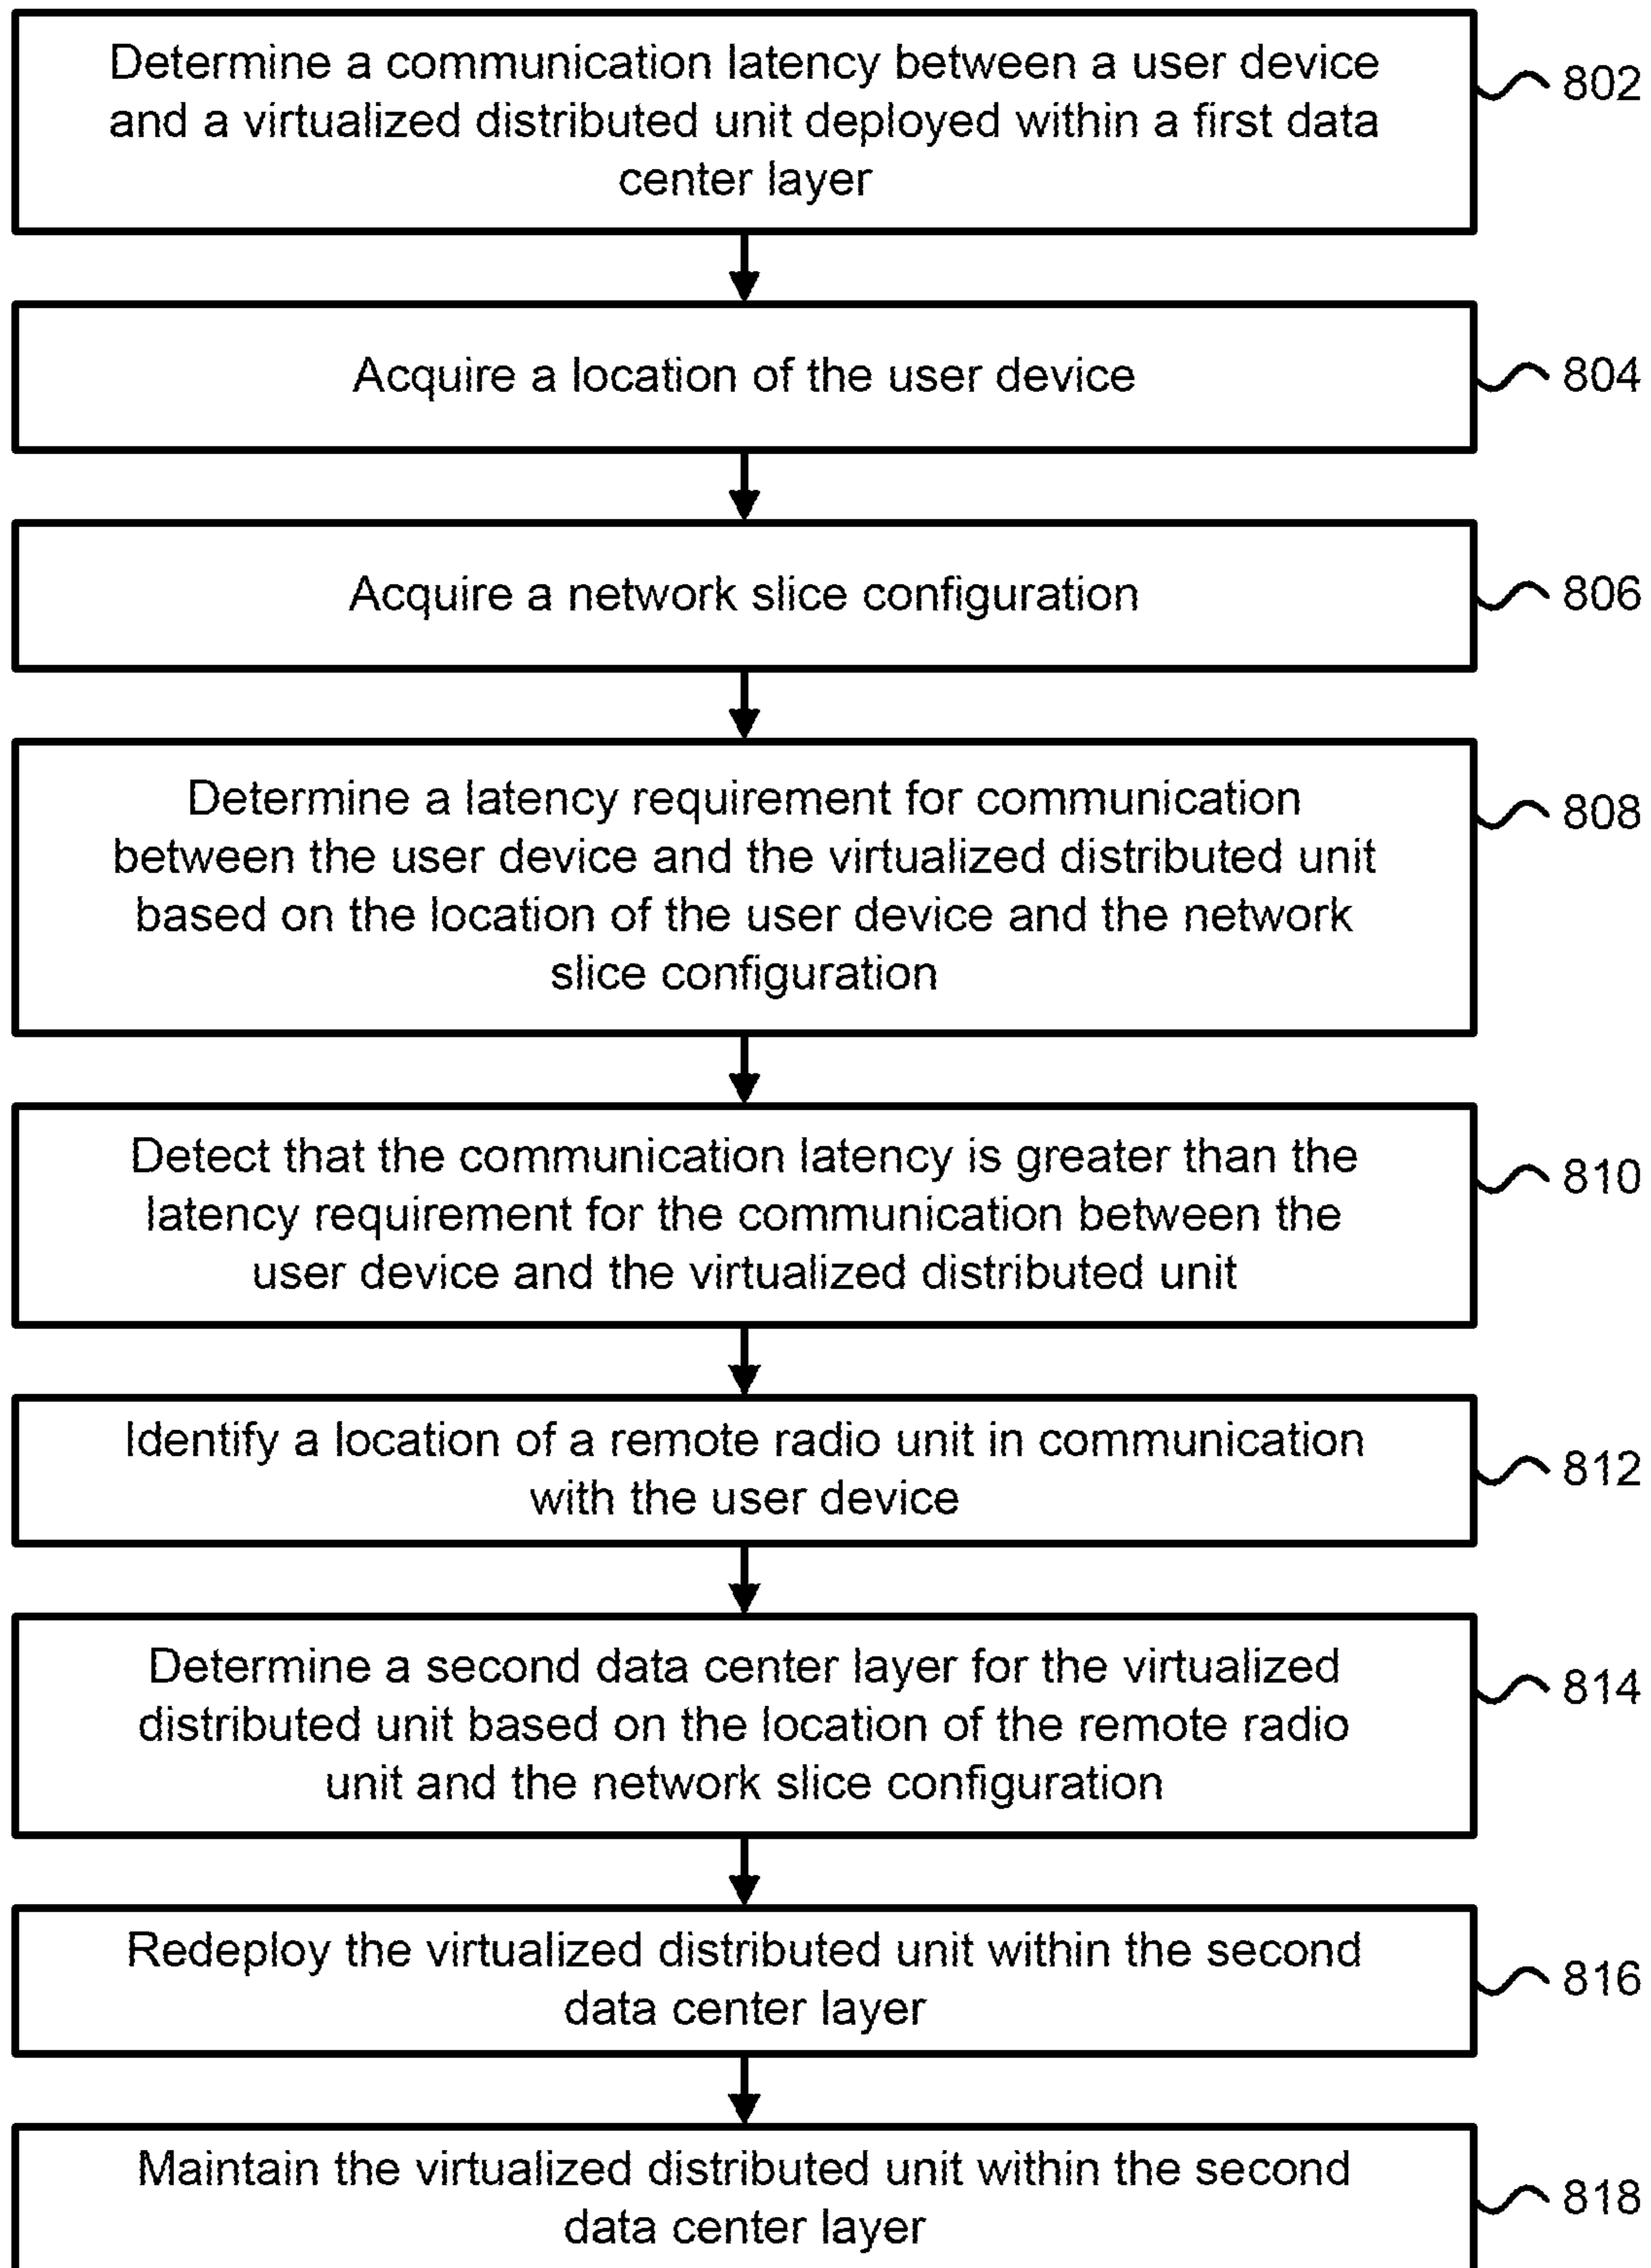 Determine a communication latency between a user device
and a virtualized distributed unit deployed within a first data
center layer
802
Acquire a location of the user device
804
Acquire a network slice configuration
806
Determine a latency requirement for communication
between the user device and the virtualized distributed unit
based on the location of the user device and the network
slice configuration
808
Detect that the communication latency is greater than the
latency requirement for the communication between the
user device and the virtualized distributed unit
810
Identify a location of a remote radio unit in communication
with the user device
812
Determine a second data center layer for the virtualized
distributed unit based on the location of the remote radio
unit and the network slice configuration
814
Redeploy the virtualized distributed unit within the second
data center layer
816
Maintain the virtualized distributed unit within the second
data center layer
818